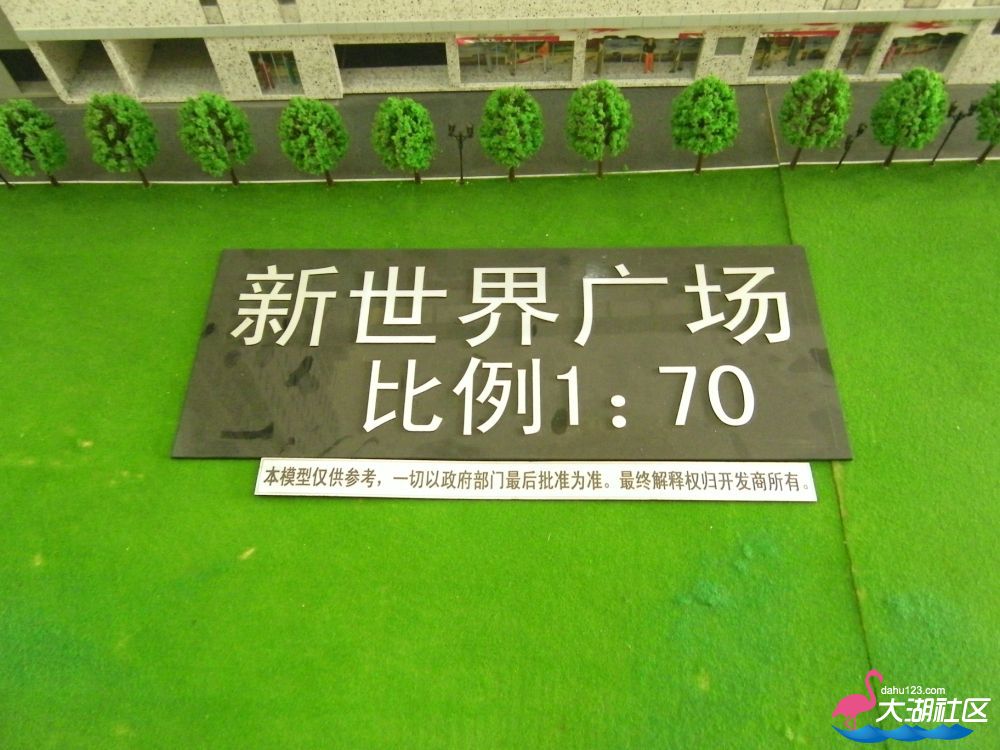 新世界广场
比例1：70
本模型仅供参考，一切以政府部门最后批准为准。最终解释权归开发商所有。
dahu123.com
大湖社区